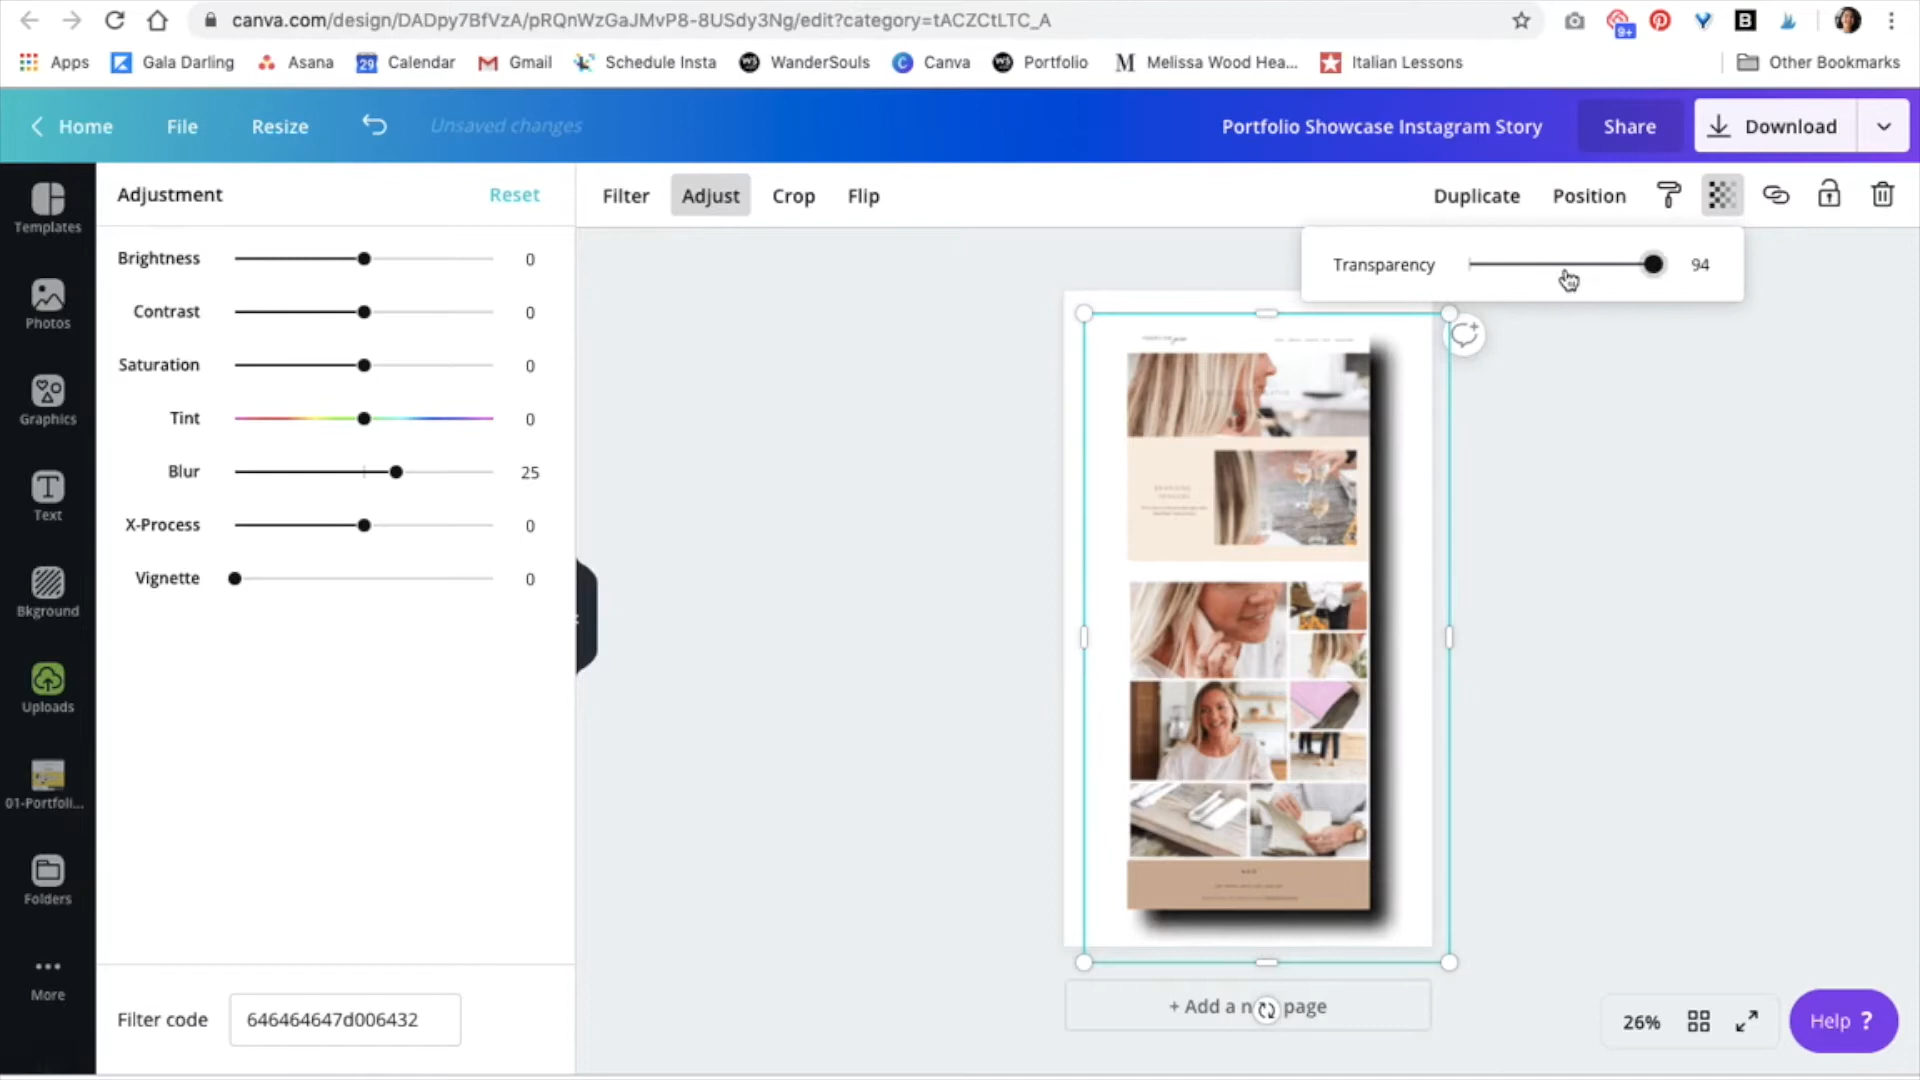 canva.com/design/DADpy7BfVzA/pRQnWzGaJMvP8-8USdy3Ng/edit?category=tACZCtLTC_A
9+
B
Apps
Gala Darling
Asana
29
Calendar
Gmail
Schedule Insta
WS
WanderSouls
C
Canva
WS
Portfolio
M
Melissa Wood Hea...
Italian Lessons
Other Bookmarks
Home
File
Resize
Unsaved changes
Portfolio Showcase Instagram Story
Share
Download
Templates
Photos
Graphics
Text
Bkground
Uploads
01-Portfoli...
Folders
More
Adjustment
Reset
Brightness
0
Contrast
0
Saturation
0
Tint
0
Blur
25
X-Process
0
Vignette
0
Filter code
646464647d006432
Filter
Adjust
Crop
Flip
Duplicate
Position
Transparency
94
+ Add a n page
26%
Help ?